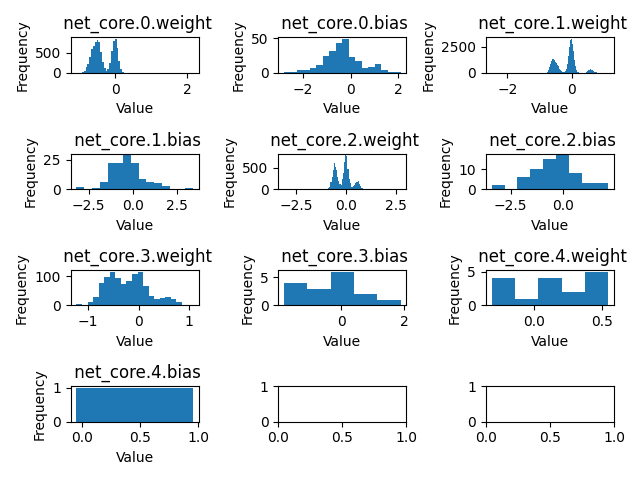 net_core.0.weight
net_core.0.bias
net_core.1.weight
Frequency
500
0
0
2
Value
Frequency
50
0
−2
0
2
Value
Frequency
2500
0
−2
0
Value
net_core.1.bias
net_core.2.weight
net_core.2.bias
Frequency
25
0
−2.5
0.0
2.5
Value
Frequency
500
0
−2.5
0.0
2.5
Value
Frequency
10
0
−2.5
0.0
Value
net_core.3.weight
net_core.3.bias
net_core.4.weight
Frequency
100
0
−1
0
1
Value
Frequency
5
0
0
2
Value
Frequency
5
0
0.0
0.5
Value
net_core.4.bias
Frequency
1
0
0.0
0.5
1.0
Value
1
0
0.0
0.5
1.0
1
0
0.0
0.5
1.0